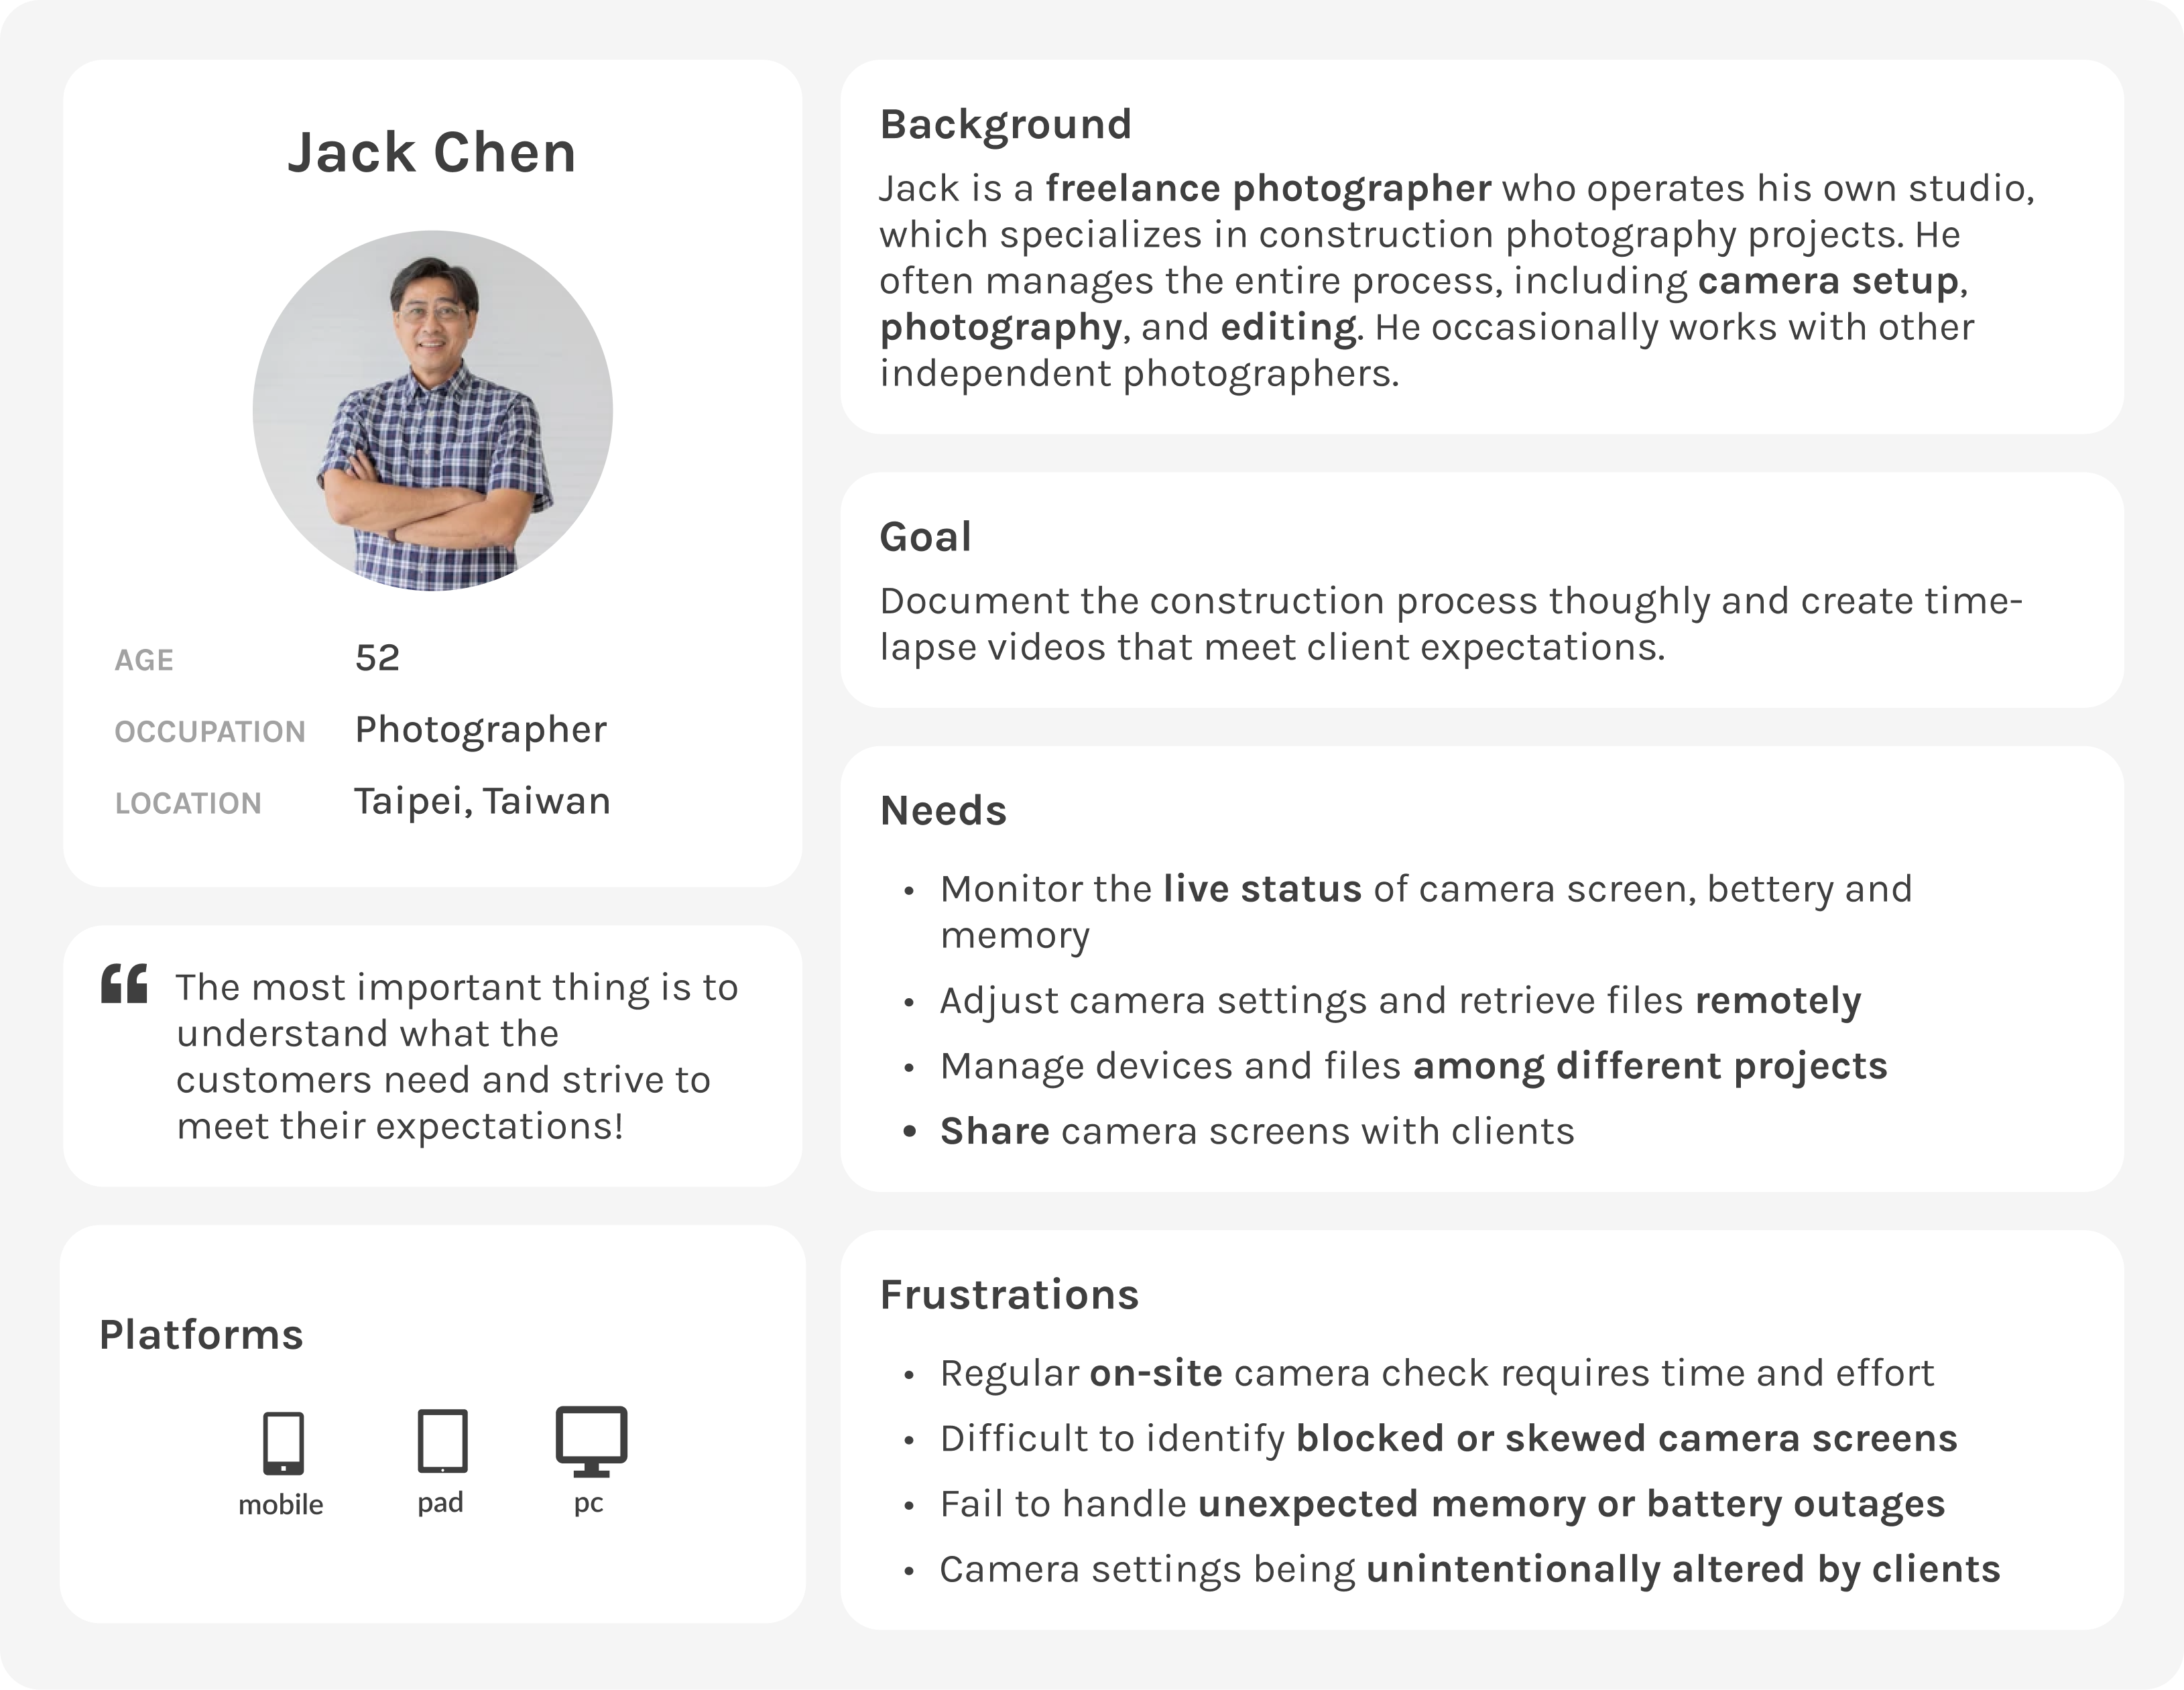 Jack Chen
AGE 52
OCCUPATION Photographer
LOCATION Taipei, Taiwan
“ The most important thing is to
understand what the
customers need and strive to
meet their expectations!
Platforms
mobile pad pc
Background
Jack is a freelance photographer who operates his own studio,
which specializes in construction photography projects. He
often manages the entire process, including camera setup,
photography, and editing. He occasionally works with other
independent photographers.
Goal
Document the construction process thoughly and create time-
lapse videos that meet client expectations.
Needs
• Monitor the live status of camera screen, bettery and
memory
• Adjust camera settings and retrieve files remotely
• Manage devices and files among different projects
• Share camera screens with clients
Frustrations
• Regular on-site camera check requires time and effort
• Difficult to identify blocked or skewed camera screens
• Fail to handle unexpected memory or battery outages
• Camera settings being unintentionally altered by clients